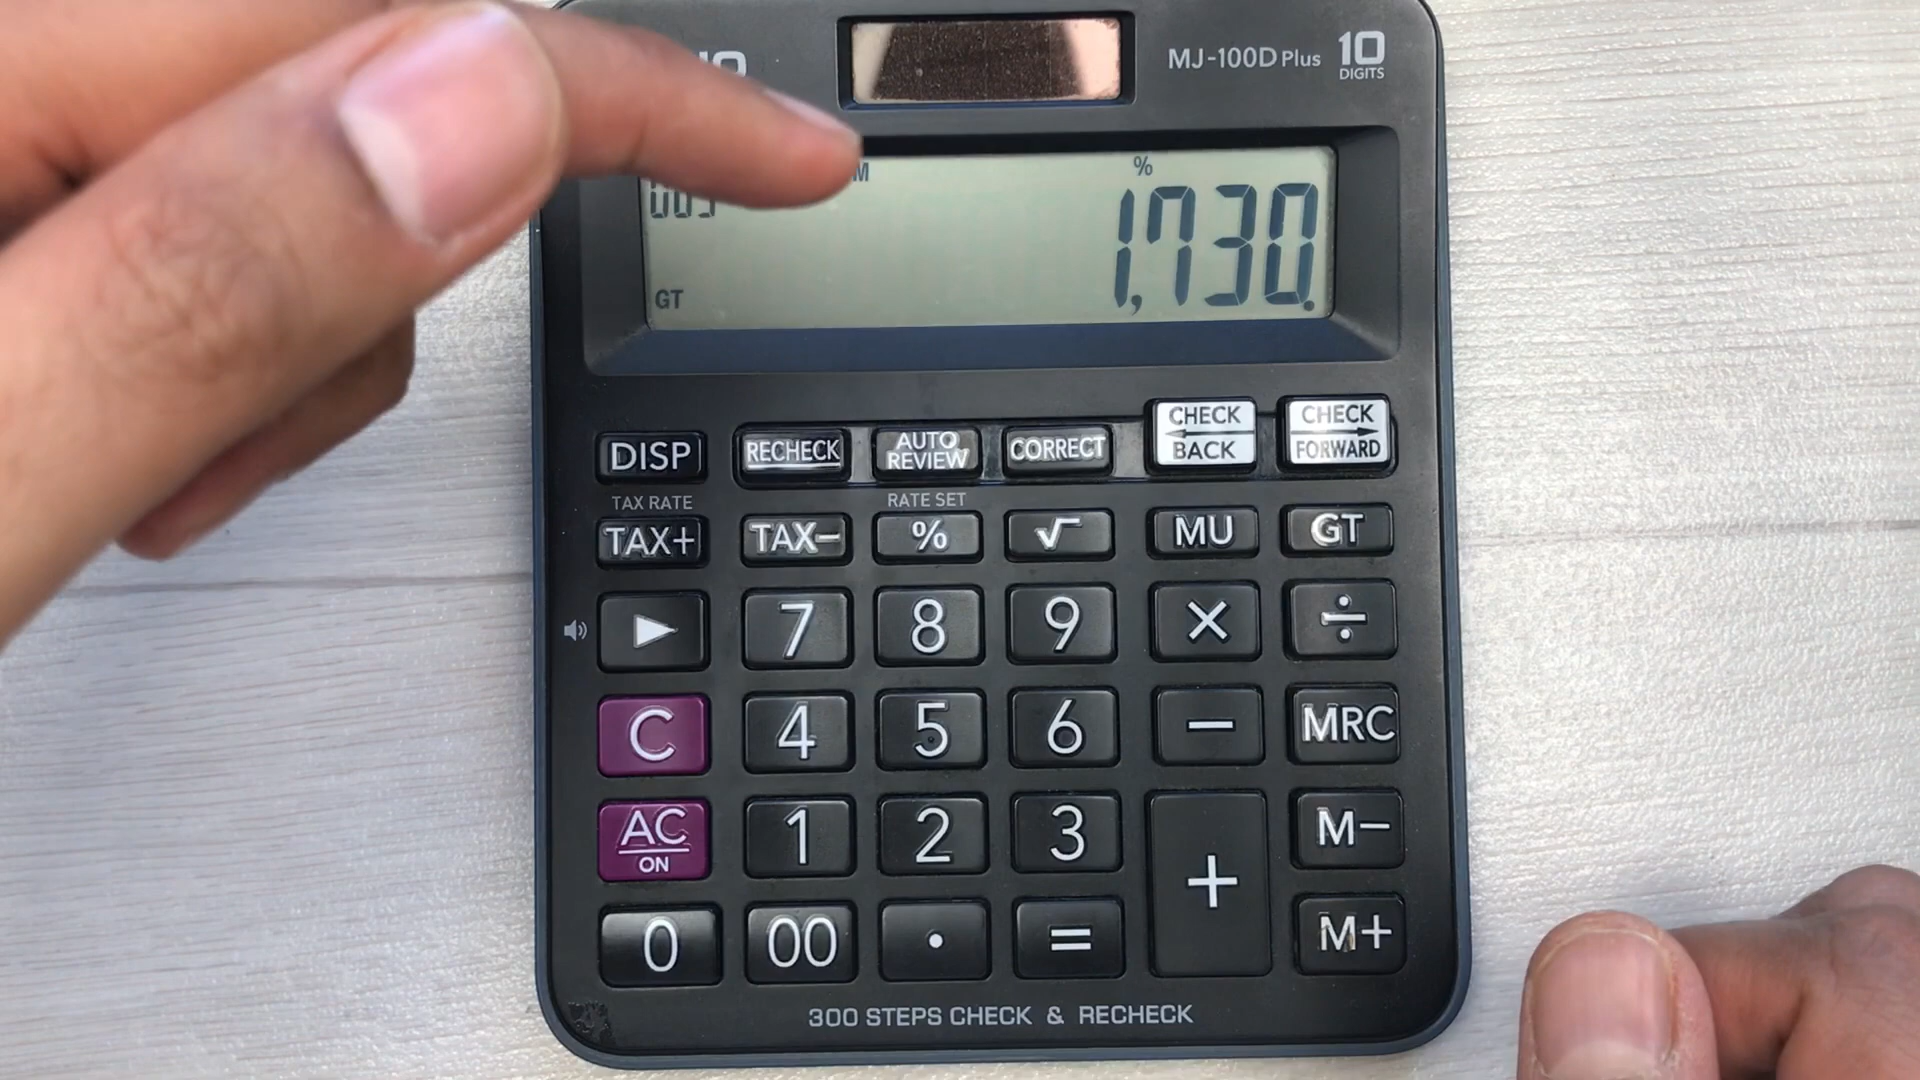 MJ-100D Plus 10
DIGITS
M %
1,730.
GT
DISP RECHECK AUTO REVIEW CORRECT CHECK BACK CHECK FORWARD
TAX RATE RATE SET
TAX+ TAX− % √ MU GT
7 8 9 × ÷
C 4 5 6 − MRC
AC ON 1 2 3 M−
+
0 00 . = M+
300 STEPS CHECK & RECHECK